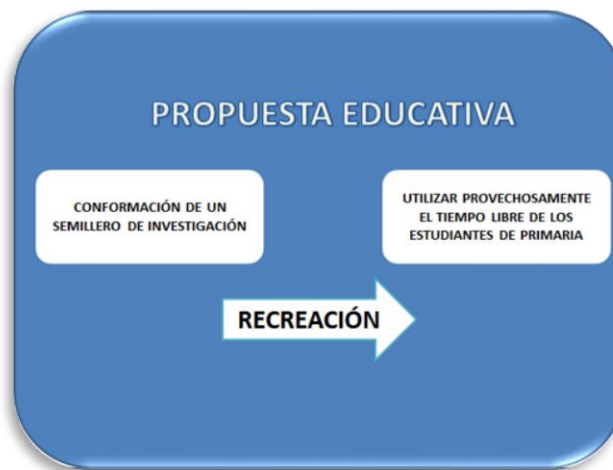 PROPUESTA EDUCATIVA
CONFORMACIÓN DE UN
SEMILLERO DE INVESTIGACIÓN
UTILIZAR PROVECHOSAMENTE
EL TIEMPO LIBRE DE LOS
ESTUDIANTES DE PRIMARIA
RECREACIÓN